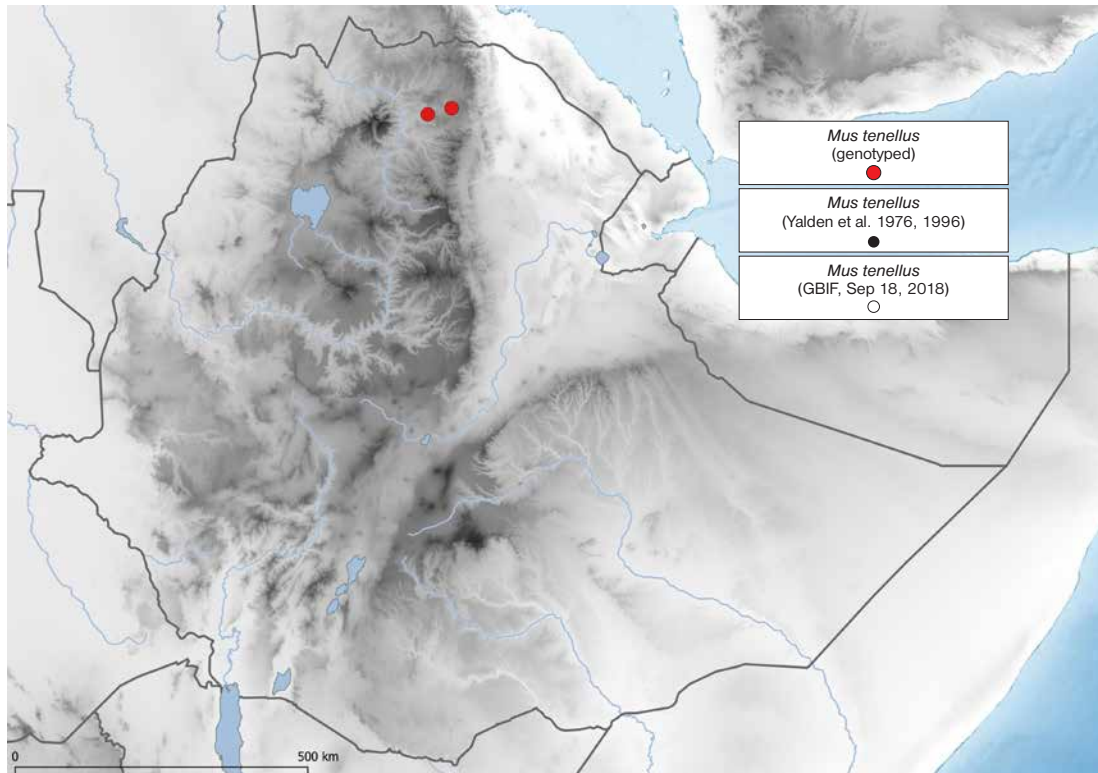 Mus tenellus
(genotyped)
Mus tenellus
(Yalden et al. 1976, 1996)
Mus tenellus
(GBIF, Sep 18, 2018)
0
500 km